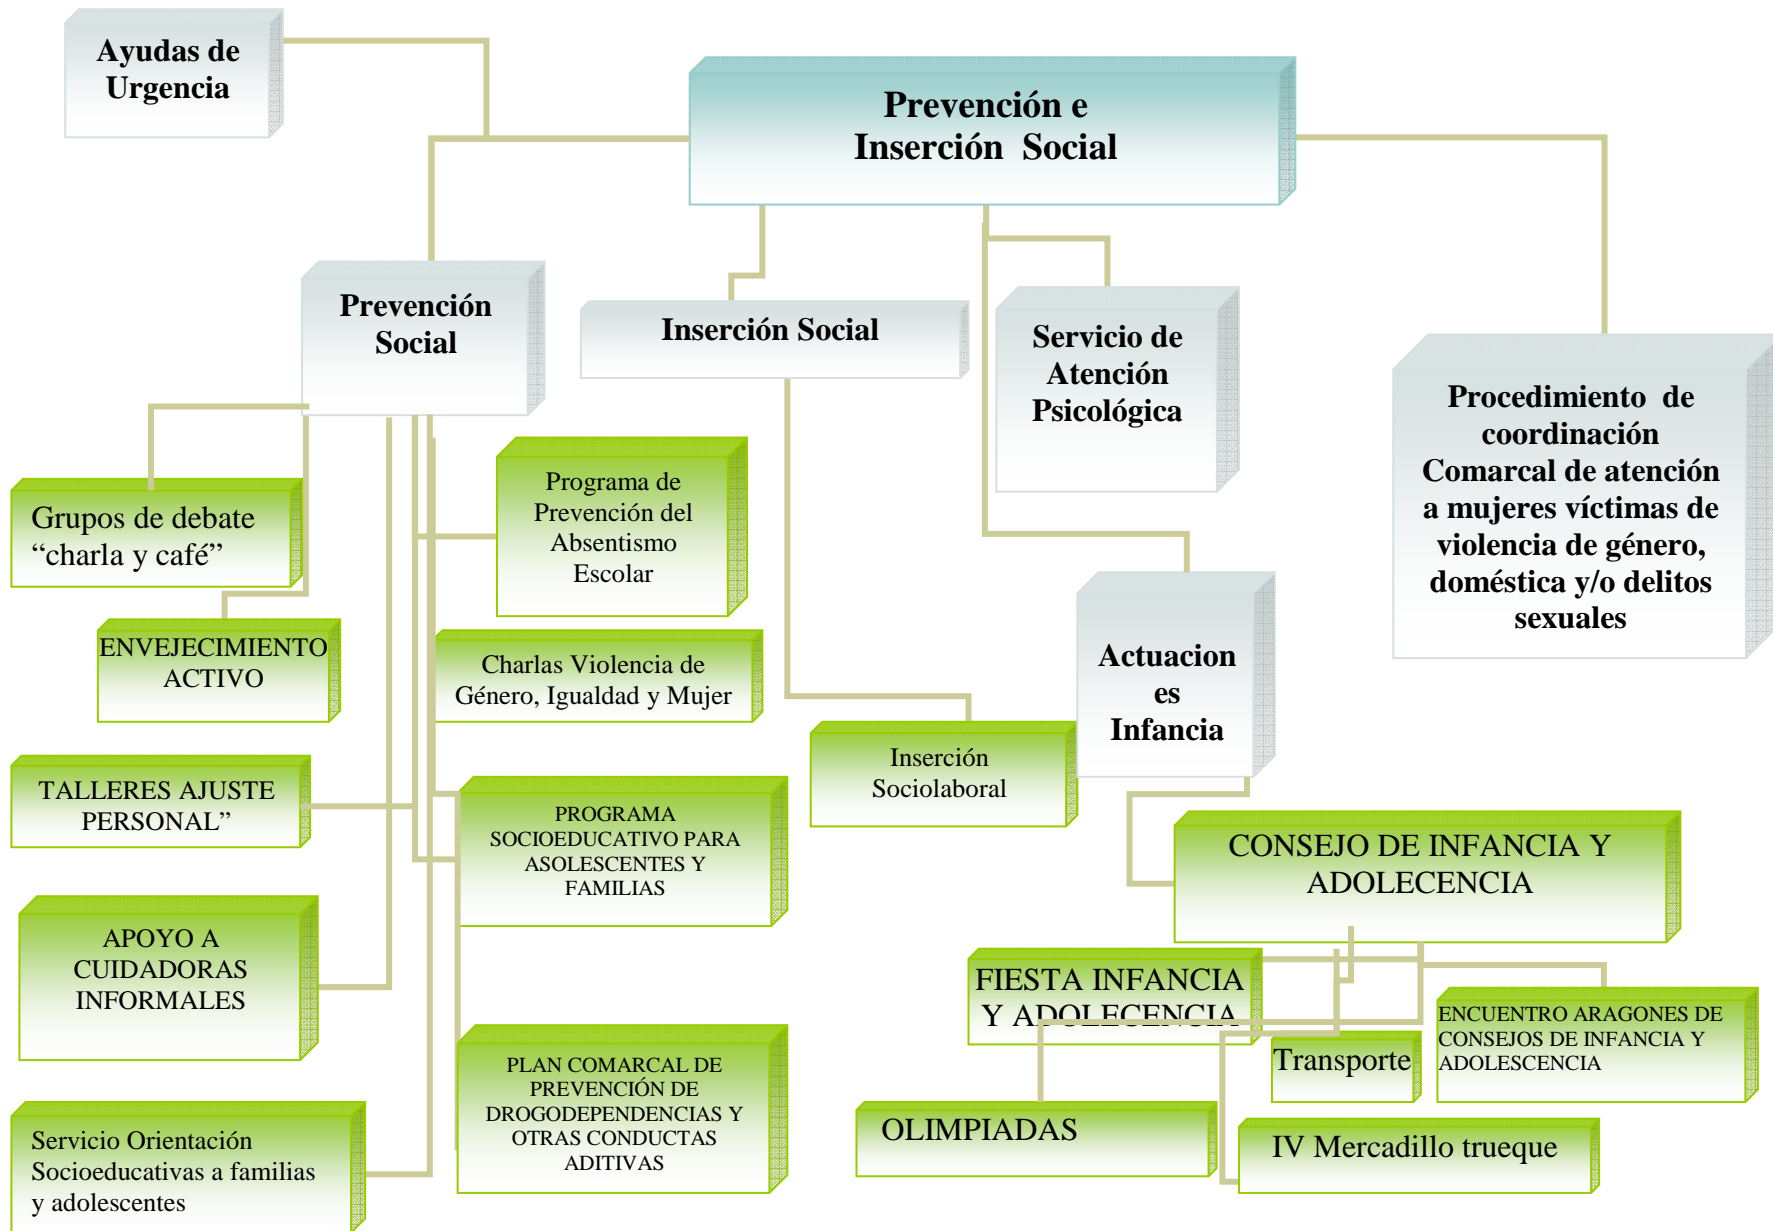 Ayudas de
Urgencia
Prevención e
Inserción Social
Prevención
Social
Inserción Social
Servicio de
Atención
Psicológica
Procedimiento de
coordinación
Comarcal de atención
a mujeres víctimas de
violencia de género,
doméstica y/o delitos
sexuales
Grupos de debate
“charla y café”
Programa de
Prevención del
Absentismo
Escolar
ENVEJECIMIENTO
ACTIVO
Charlas Violencia de
Género, Igualdad y Mujer
Actuacion
es
Infancia
Inserción
Sociolaboral
TALLERES AJUSTE
PERSONAL”
PROGRAMA
SOCIOEDUCATIVO PARA
ASOLESCENTES Y
FAMILIAS
CONSEJO DE INFANCIA Y
ADOLECENCIA
APOYO A
CUIDADORAS
INFORMALES
FIESTA INFANCIA
Y ADOLECENCIA
ENCUENTRO ARAGONES DE
CONSEJOS DE INFANCIA Y
ADOLESCENCIA
Transporte
PLAN COMARCAL DE
PREVENCIÓN DE
DROGODEPENDENCIAS Y
OTRAS CONDUCTAS
ADITIVAS
OLIMPIADAS
IV Mercadillo trueque
Servicio Orientación
Socioeducativas a familias
y adolescentes